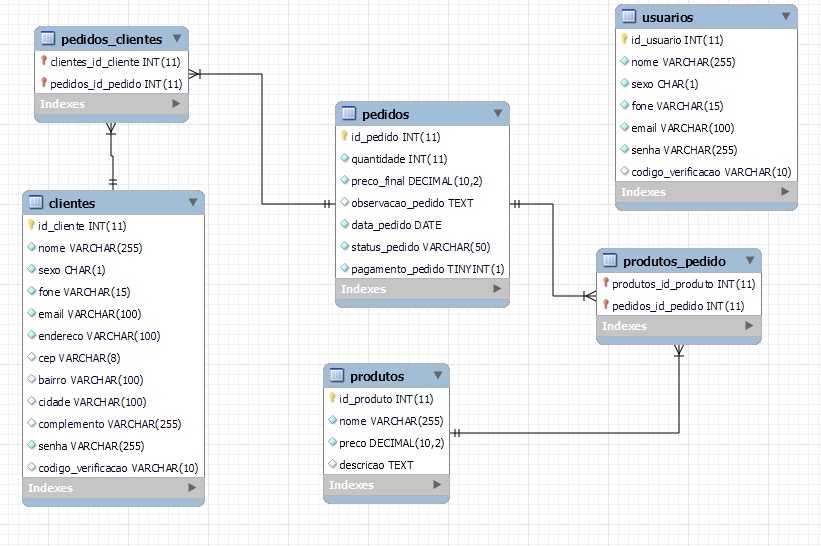 pedidos_clientes
clientes_id_cliente INT(11)
pedidos_id_pedido INT(11)
Indexes
clientes
id_cliente INT(11)
nome VARCHAR(255)
sexo CHAR(1)
fone VARCHAR(15)
email VARCHAR(100)
endereco VARCHAR(100)
cep VARCHAR(8)
bairro VARCHAR(100)
cidade VARCHAR(100)
complemento VARCHAR(255)
senha VARCHAR(255)
codigo_verificacao VARCHAR(10)
Indexes
pedidos
id_pedido INT(11)
quantidade INT(11)
preco_final DECIMAL(10,2)
observacao_pedido TEXT
data_pedido DATE
status_pedido VARCHAR(50)
pagamento_pedido TINYINT(1)
Indexes
produtos
id_produto INT(11)
nome VARCHAR(255)
preco DECIMAL(10,2)
descricao TEXT
Indexes
usuarios
id_usuario INT(11)
nome VARCHAR(255)
sexo CHAR(1)
fone VARCHAR(15)
email VARCHAR(100)
senha VARCHAR(255)
codigo_verificacao VARCHAR(10)
Indexes
produtos_pedido
produtos_id_produto INT(11)
pedidos_id_pedido INT(11)
Indexes